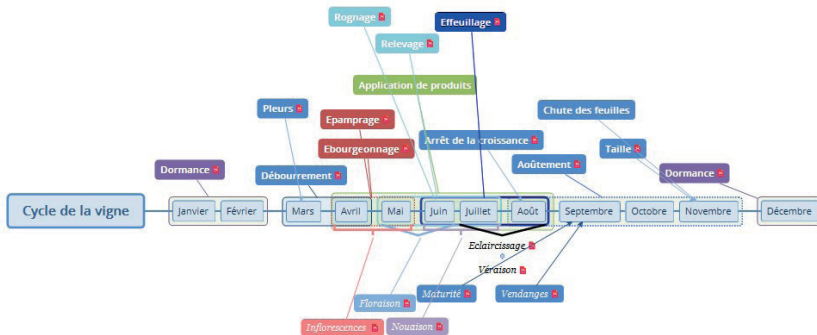 Rognage
Effeuillage
Relevage
Application de produits
Pleurs
Chute des feuilles
Epamprage
Arrêt de la croissance
Ebourgeonnage
Taille
Aoûtement
Dormance
Débourrement
Dormance
Cycle de la vigne
Janvier
Février
Mars
Avril
Mai
Juin
Juillet
Août
Septembre
Octobre
Novembre
Décembre
Eclaircissage
Véraison
Floraison
Maturité
Vendanges
Inflorescences
Nouaison